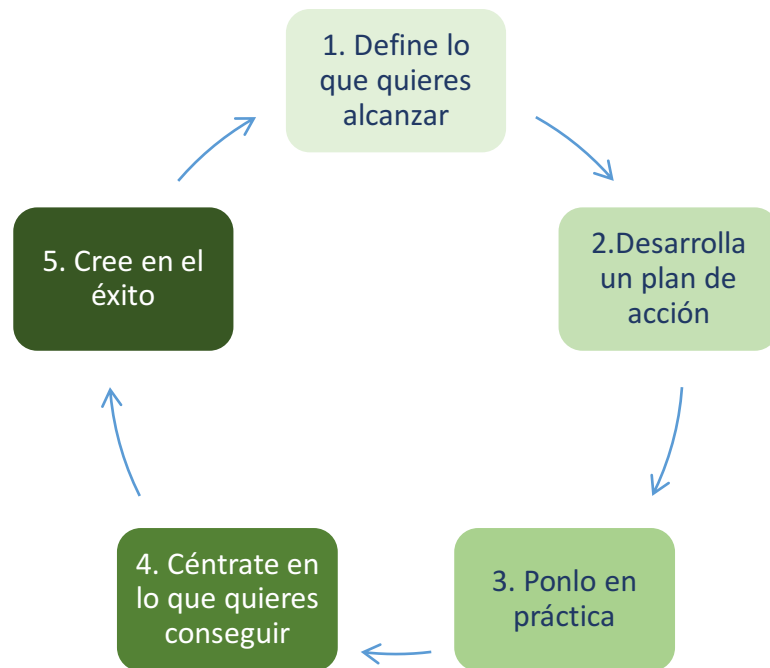 1. Define lo
que quieres
alcanzar
2.Desarrolla
un plan de
acción
3. Ponlo en
práctica
4. Céntrate en
lo que quieres
conseguir
5. Cree en el
éxito